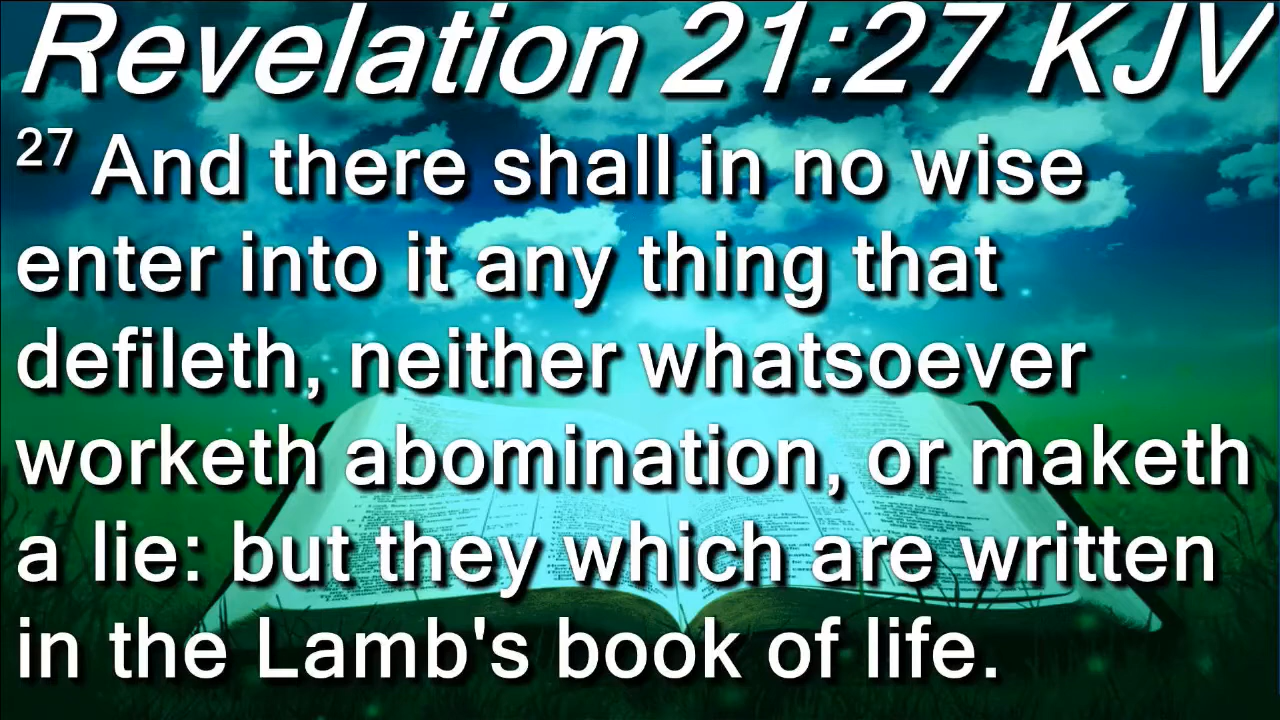 Revelation 21:27 KJV
27 And there shall in no wise
enter into it any thing that
defileth, neither whatsoever
worketh abomination, or maketh
a lie: but they which are written
in the Lamb's book of life.